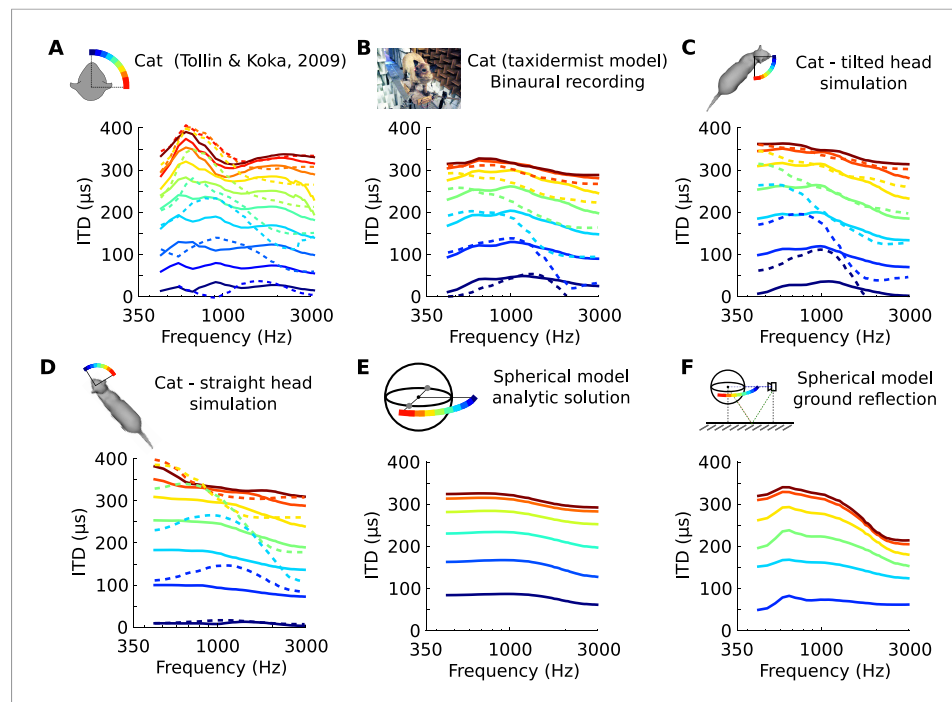 A
Cat (Tollin & Koka, 2009)
400
300
200
100
0
ITD (µs)
350
1000
3000
Frequency (Hz)
B
Cat (taxidermist model)
Binaural recording
400
300
200
100
0
ITD (µs)
350
1000
3000
Frequency (Hz)
C
Cat - tilted head
simulation
400
300
200
100
0
ITD (µs)
350
1000
3000
Frequency (Hz)
D
Cat - straight head
simulation
400
300
200
100
0
ITD (µs)
350
1000
3000
Frequency (Hz)
E
Spherical model
analytic solution
400
300
200
100
0
ITD (µs)
350
1000
3000
Frequency (Hz)
F
Spherical model
ground reflection
400
300
200
100
0
ITD (µs)
350
1000
3000
Frequency (Hz)